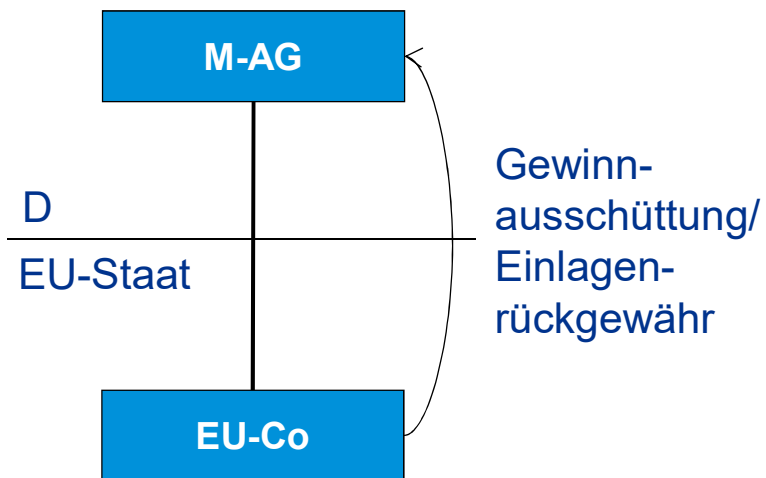 M-AG
D
EU-Staat
Gewinn-
ausschüttung/
Einlagen-
rückgewähr
EU-Co